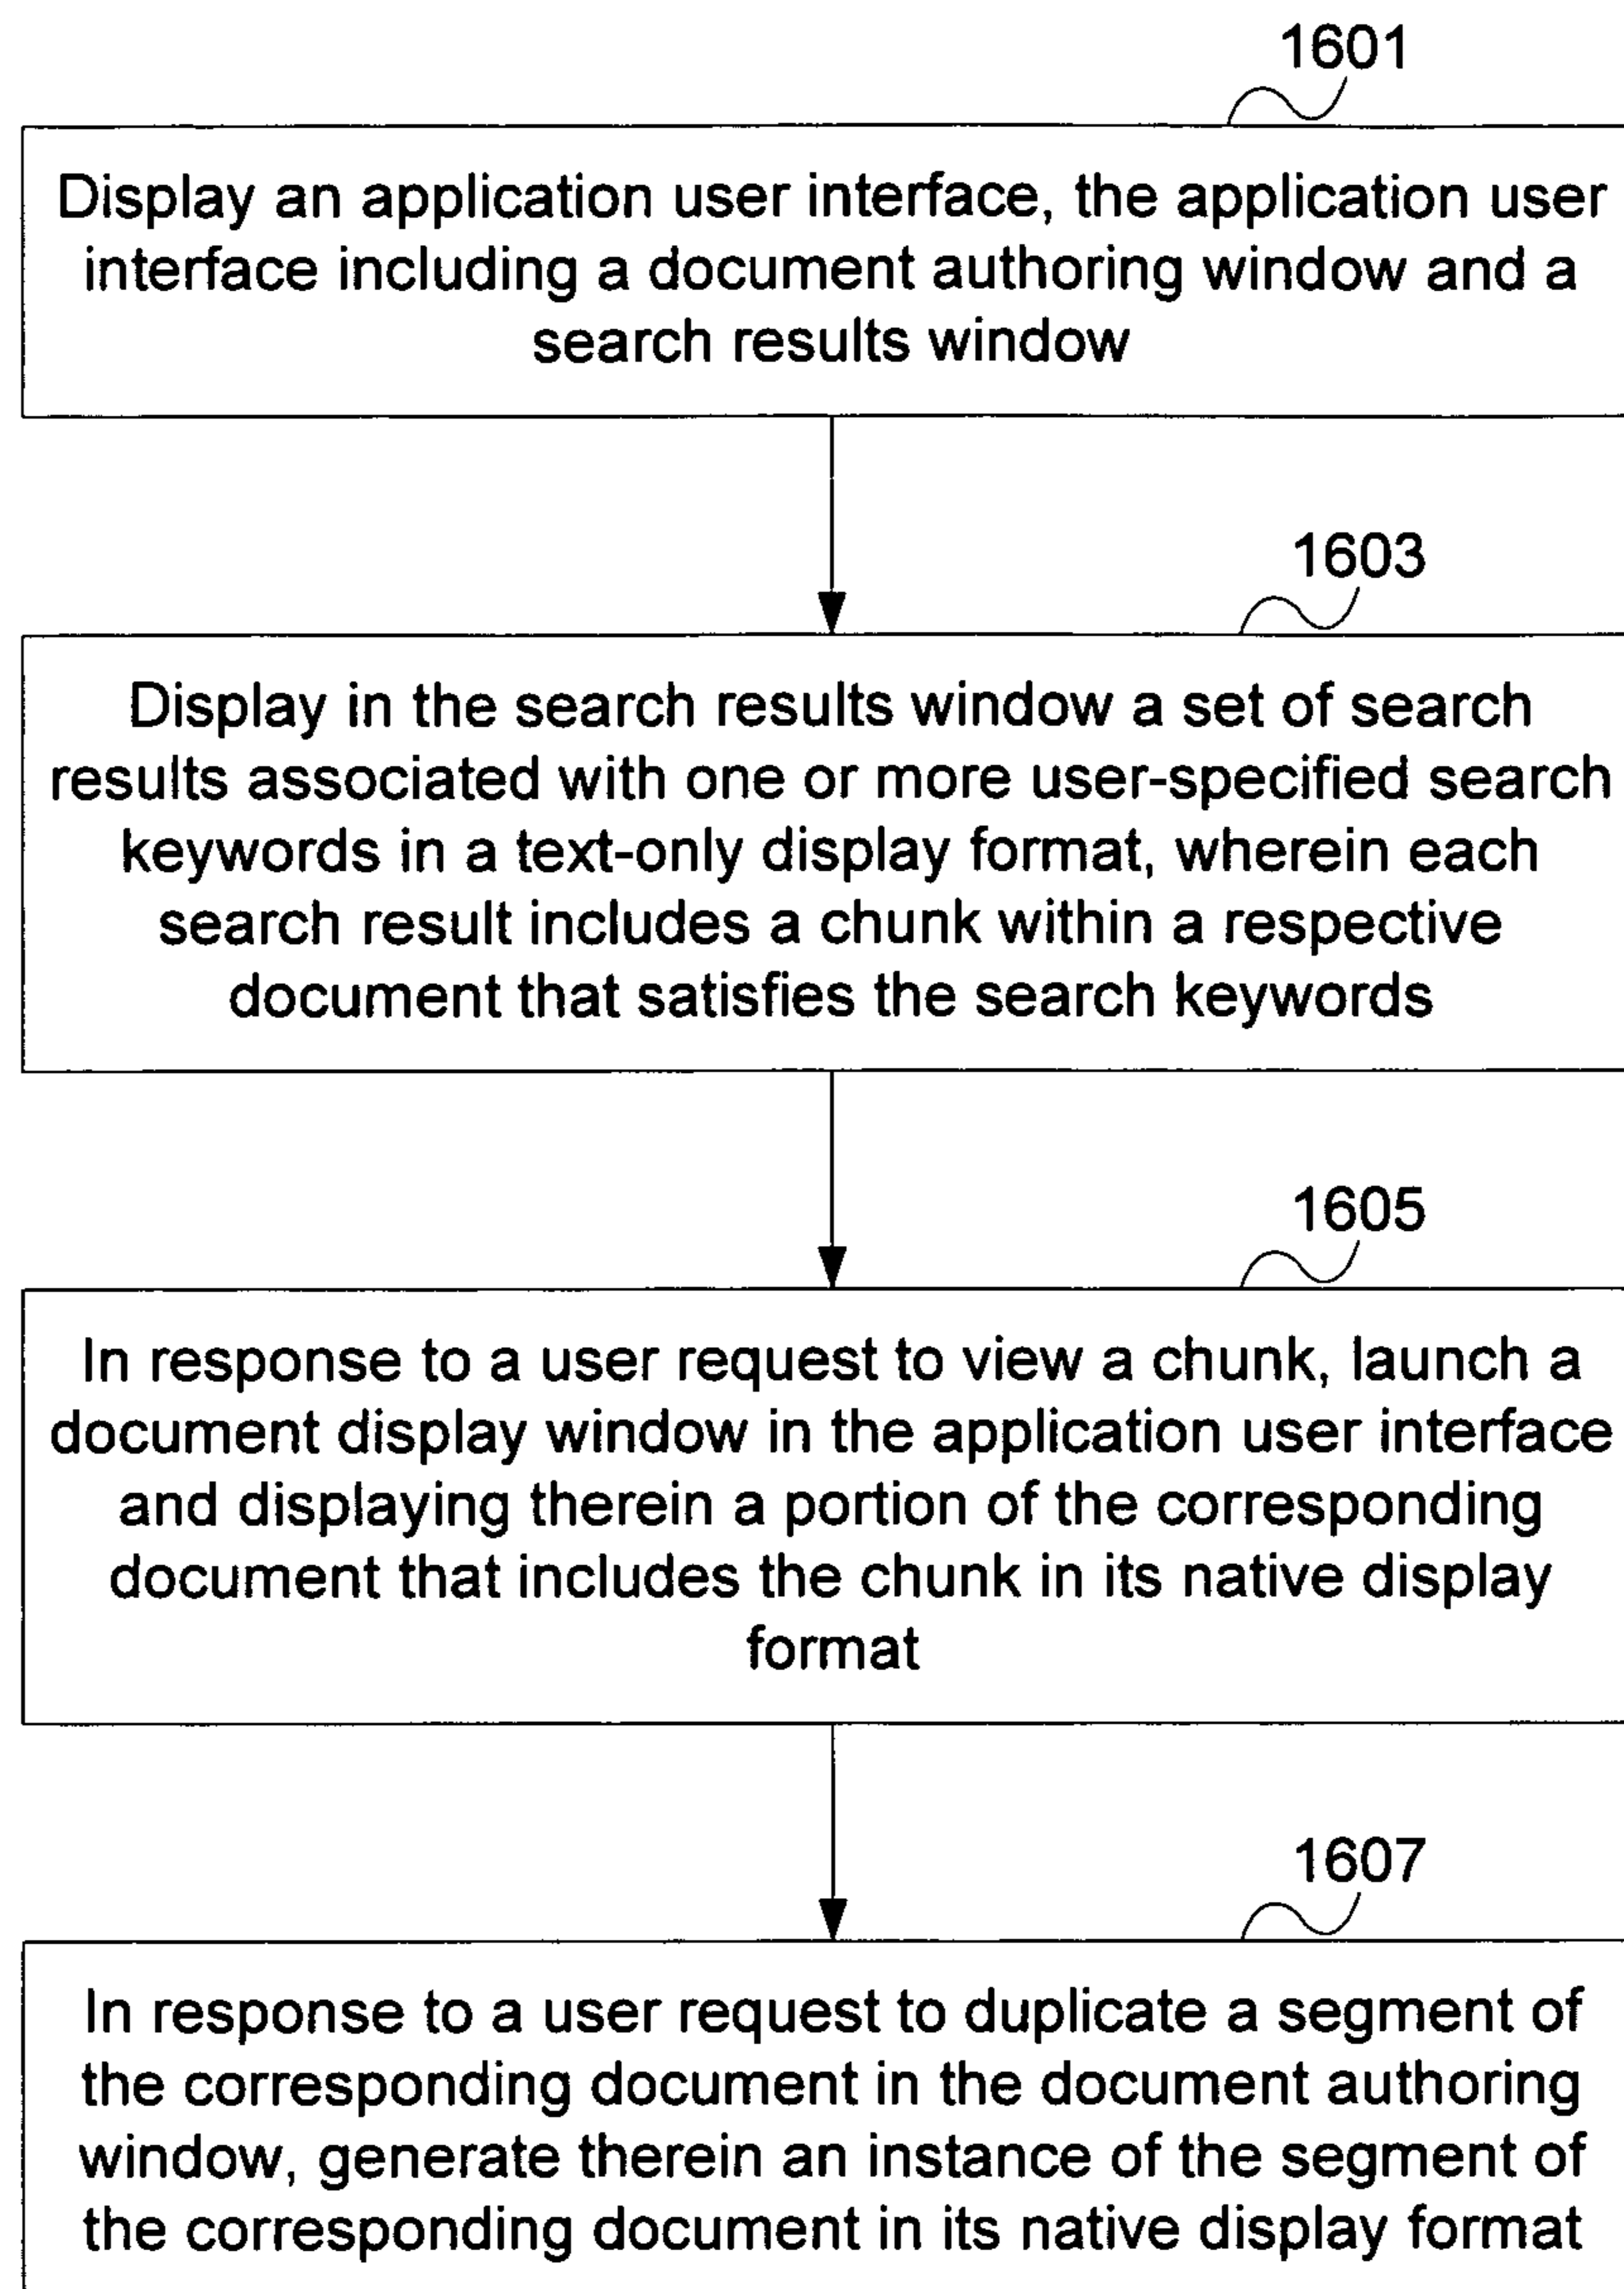 1601
Display an application user interface, the application user
interface including a document authoring window and a
search results window
1603
Display in the search results window a set of search
results associated with one or more user-specified search
keywords in a text-only display format, wherein each
search result includes a chunk within a respective
document that satisfies the search keywords
1605
In response to a user request to view a chunk, launch a
document display window in the application user interface
and displaying therein a portion of the corresponding
document that includes the chunk in its native display
format
1607
In response to a user request to duplicate a segment of
the corresponding document in the document authoring
window, generate therein an instance of the segment of
the corresponding document in its native display format